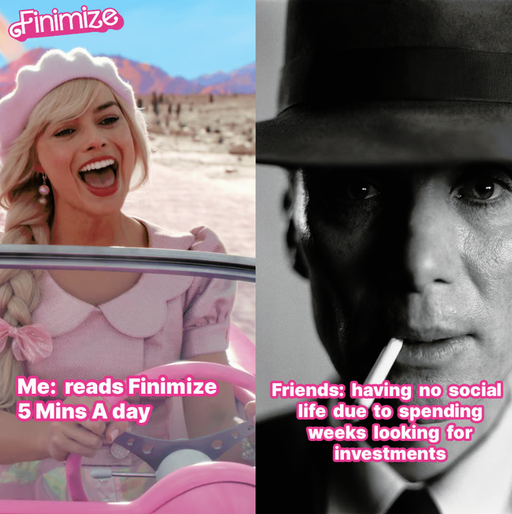 Finimize
Me: reads Finimize
5 Mins A day
Friends: having no social
life due to spending
weeks looking for
investments